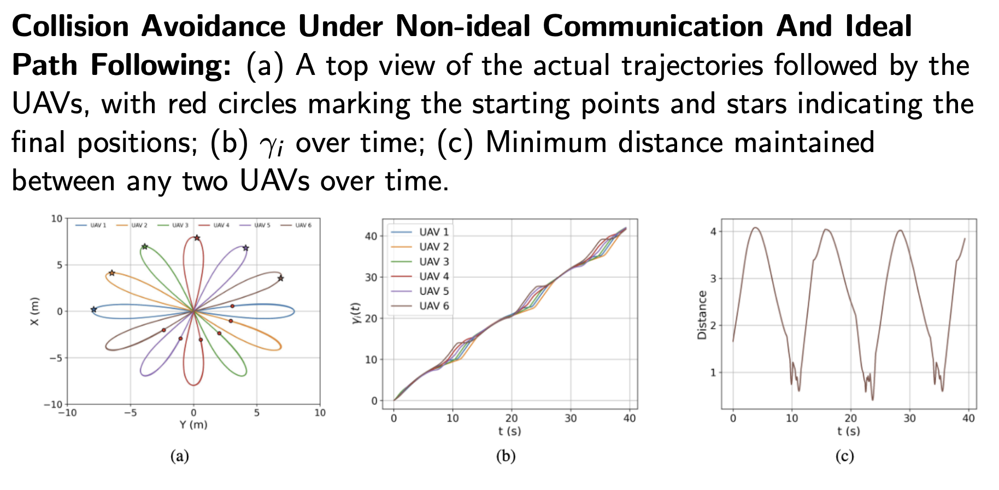 Collision Avoidance Under Non-ideal Communication And Ideal
Path Following: (a) A top view of the actual trajectories followed by the
UAVs, with red circles marking the starting points and stars indicating the
final positions; (b) γi over time; (c) Minimum distance maintained
between any two UAVs over time.
UAV 1 UAV 2 UAV 3 UAV 4 UAV 5 UAV 6
10
5
0
−5
−10
X (m)
−10 −5 0 5 10
Y (m)
(a)
UAV 1
UAV 2
UAV 3
UAV 4
UAV 5
UAV 6
40
30
20
10
0
γi(t)
0 10 20 30 40
t (s)
(b)
4
3
2
1
Distance
0 10 20 30 40
t (s)
(c)